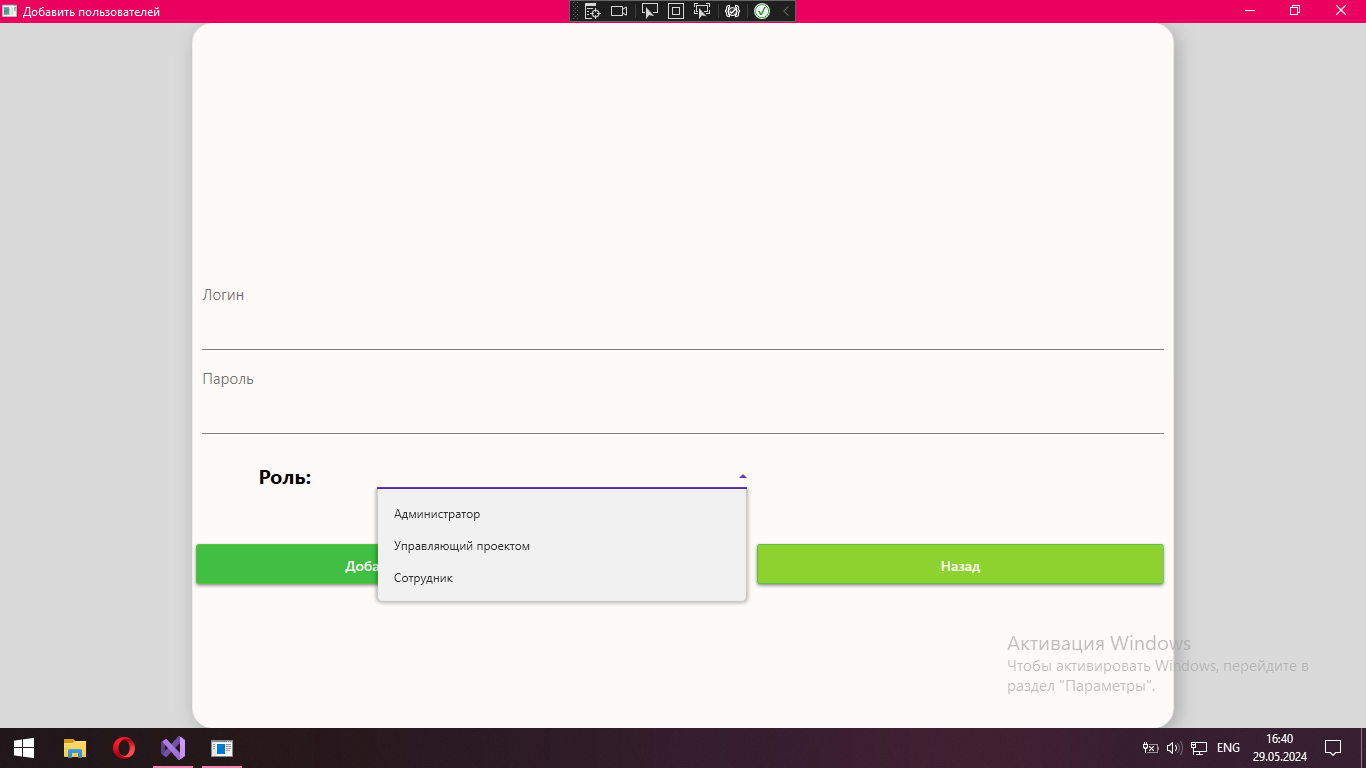 Добавить пользователей
Логин
Пароль
Роль:
Администратор
Управляющий проектом
Сотрудник
Назад
Активация Windows
Чтобы активировать Windows, перейдите в
раздел "Параметры".
ENG
16:40
29.05.2024